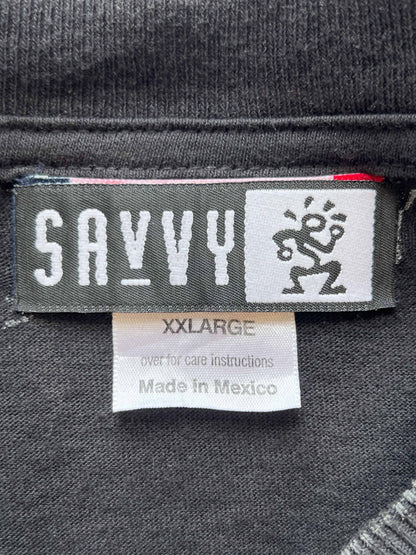 SAVVY
XXLARGE
over for care instructions
Made in Mexico